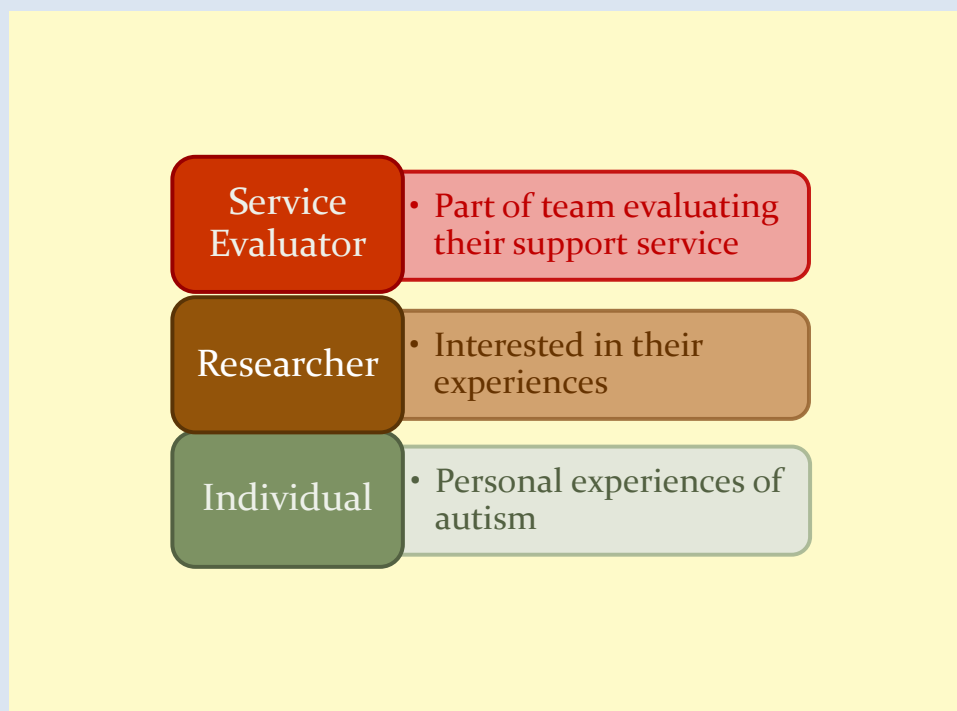 Service
Evaluator
• Part of team evaluating
their support service
Researcher
• Interested in their
experiences
Individual
• Personal experiences of
autism